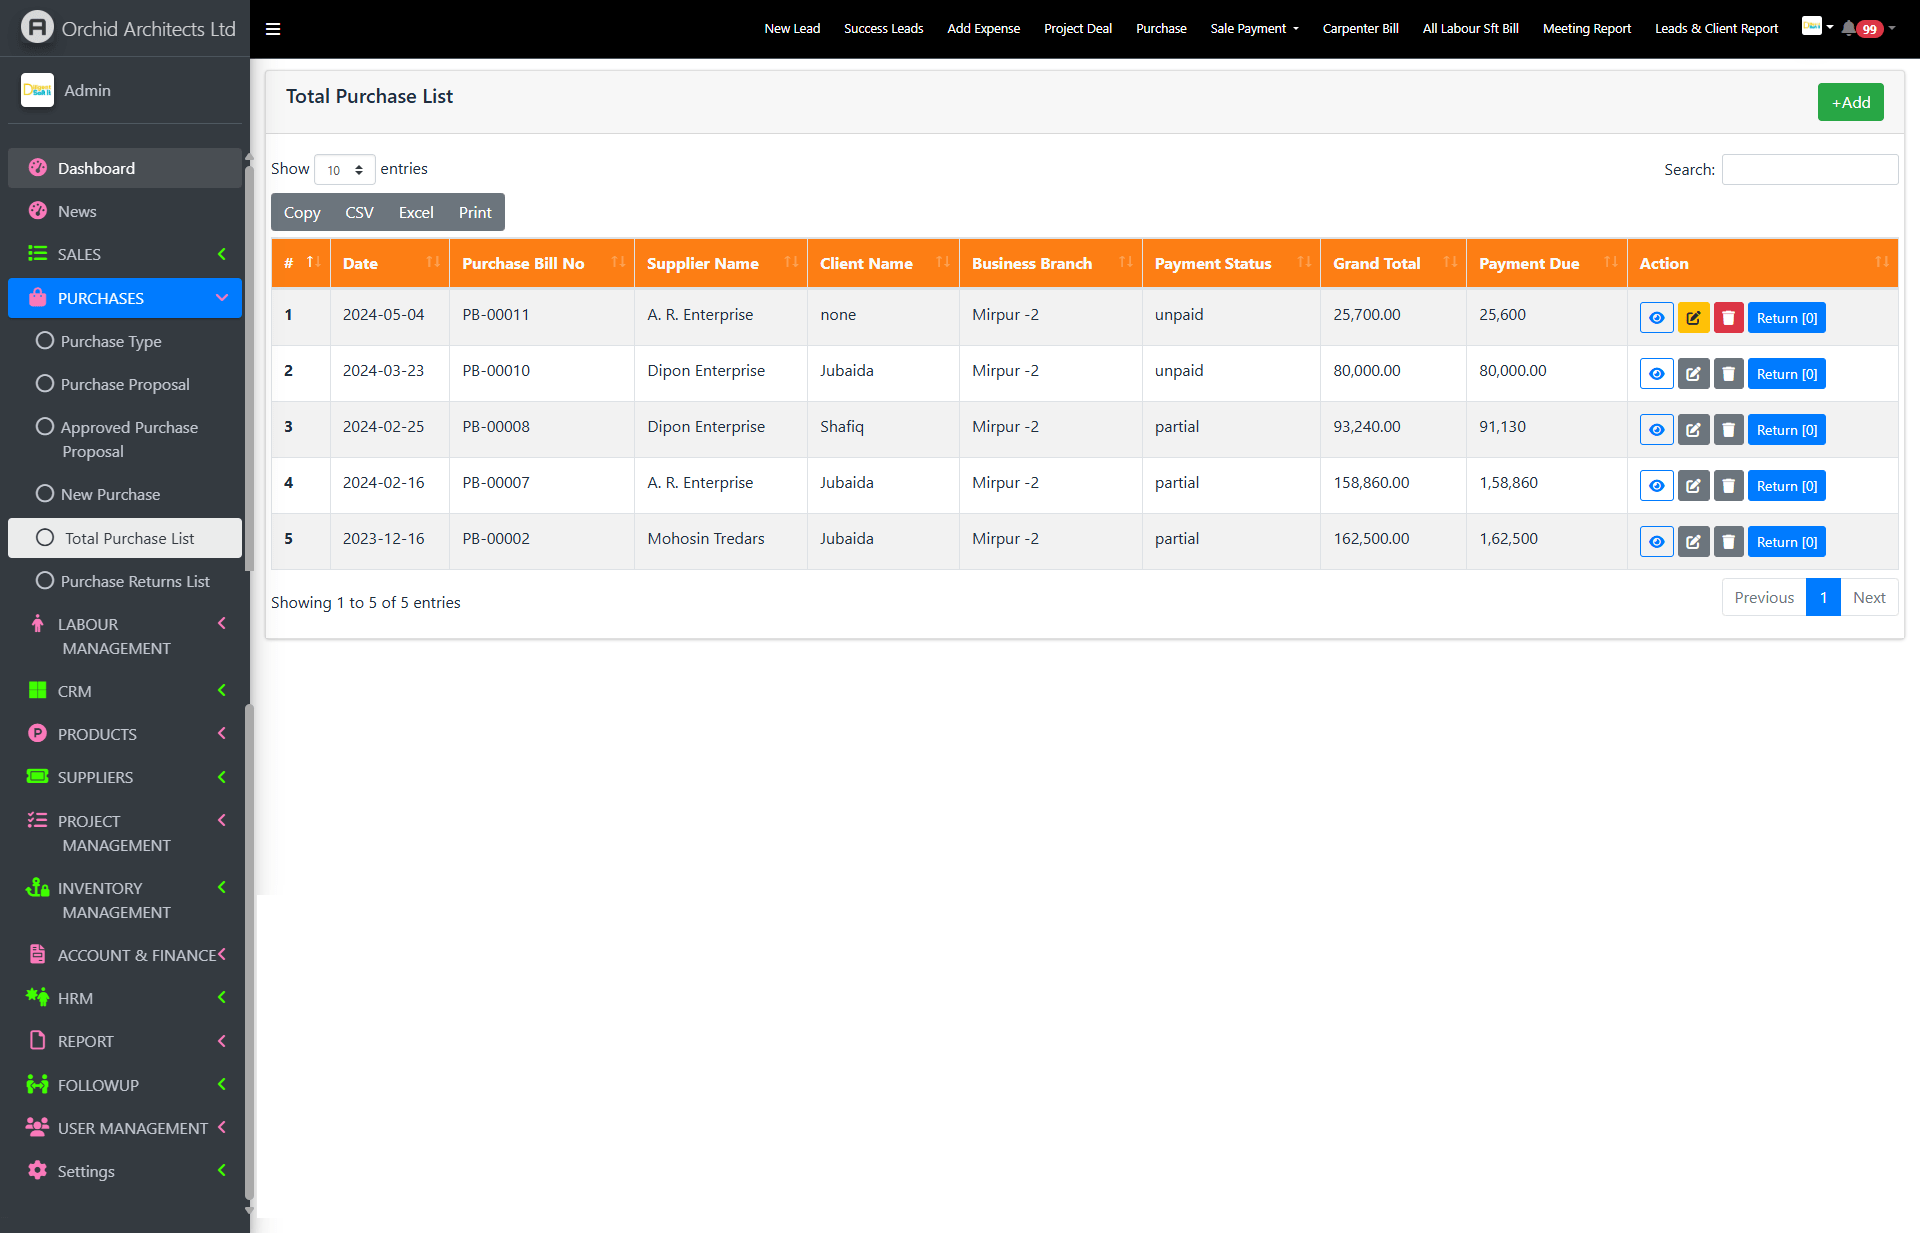 Orchid Architects Ltd
New Lead Success Leads Add Expense Project Deal Purchase Sale Payment Carpenter Bill All Labour Sft Bill Meeting Report Leads & Client Report 99
Admin
Dashboard
News
SALES
PURCHASES
Purchase Type
Purchase Proposal
Approved Purchase
Proposal
New Purchase
Total Purchase List
Purchase Returns List
LABOUR
MANAGEMENT
CRM
PRODUCTS
SUPPLIERS
PROJECT
MANAGEMENT
INVENTORY
MANAGEMENT
ACCOUNT & FINANCE
HRM
REPORT
FOLLOWUP
USER MANAGEMENT
Settings
Total Purchase List
+Add
Show 10 entries
Search:
Copy CSV Excel Print
# Date Purchase Bill No Supplier Name Client Name Business Branch Payment Status Grand Total Payment Due Action
1 2024-05-04 PB-00011 A. R. Enterprise none Mirpur -2 unpaid 25,700.00 25,600 Return [0]
2 2024-03-23 PB-00010 Dipon Enterprise Jubaida Mirpur -2 unpaid 80,000.00 80,000.00 Return [0]
3 2024-02-25 PB-00008 Dipon Enterprise Shafiq Mirpur -2 partial 93,240.00 91,130 Return [0]
4 2024-02-16 PB-00007 A. R. Enterprise Jubaida Mirpur -2 partial 158,860.00 1,58,860 Return [0]
5 2023-12-16 PB-00002 Mohosin Tredars Jubaida Mirpur -2 partial 162,500.00 1,62,500 Return [0]
Showing 1 to 5 of 5 entries
Previous 1 Next